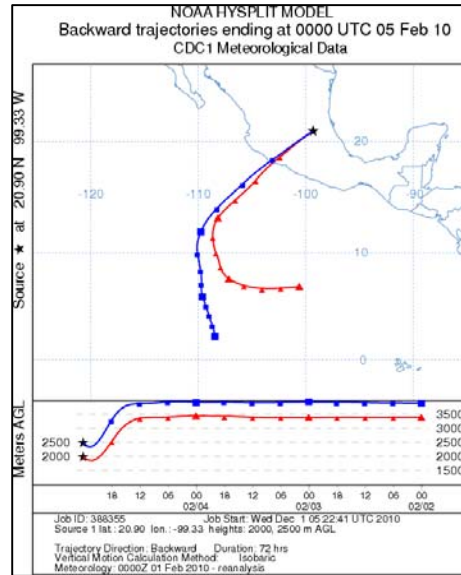 NOAA HYSPLIT MODEL
Backward trajectories ending at 0000 UTC 05 Feb 10
CDC1 Meteorological Data
Source ★ at 20.90 N 99.33 W
20
-120
-110
-100
-90
10
0
Meters AGL
2500
2000
3500
3000
2500
2000
1500
18 12 06 00 18 12 06 00 18 12 06 00
02/04 02/03 02/02
Job ID: 388355 Job Start: Wed Dec 1 05:22:41 UTC 2010
Source 1 lat.: 20.90 lon.: -99.33 heights: 2000, 2500 m AGL
Trajectory Direction: Backward Duration: 72 hrs
Vertical Motion Calculation Method: Isobaric
Meteorology: 0000Z 01 Feb 2010 - reanalysis